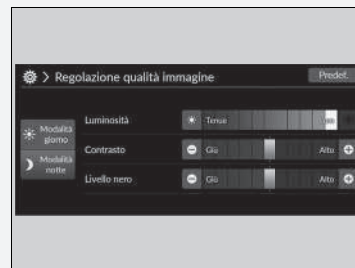 > Regolazione qualità immagine
Predef.
Modalità
giorno
Modalità
notte
Luminosità
Tenue
Contrasto
Giù
Alto
Livello nero
Giù
Alto